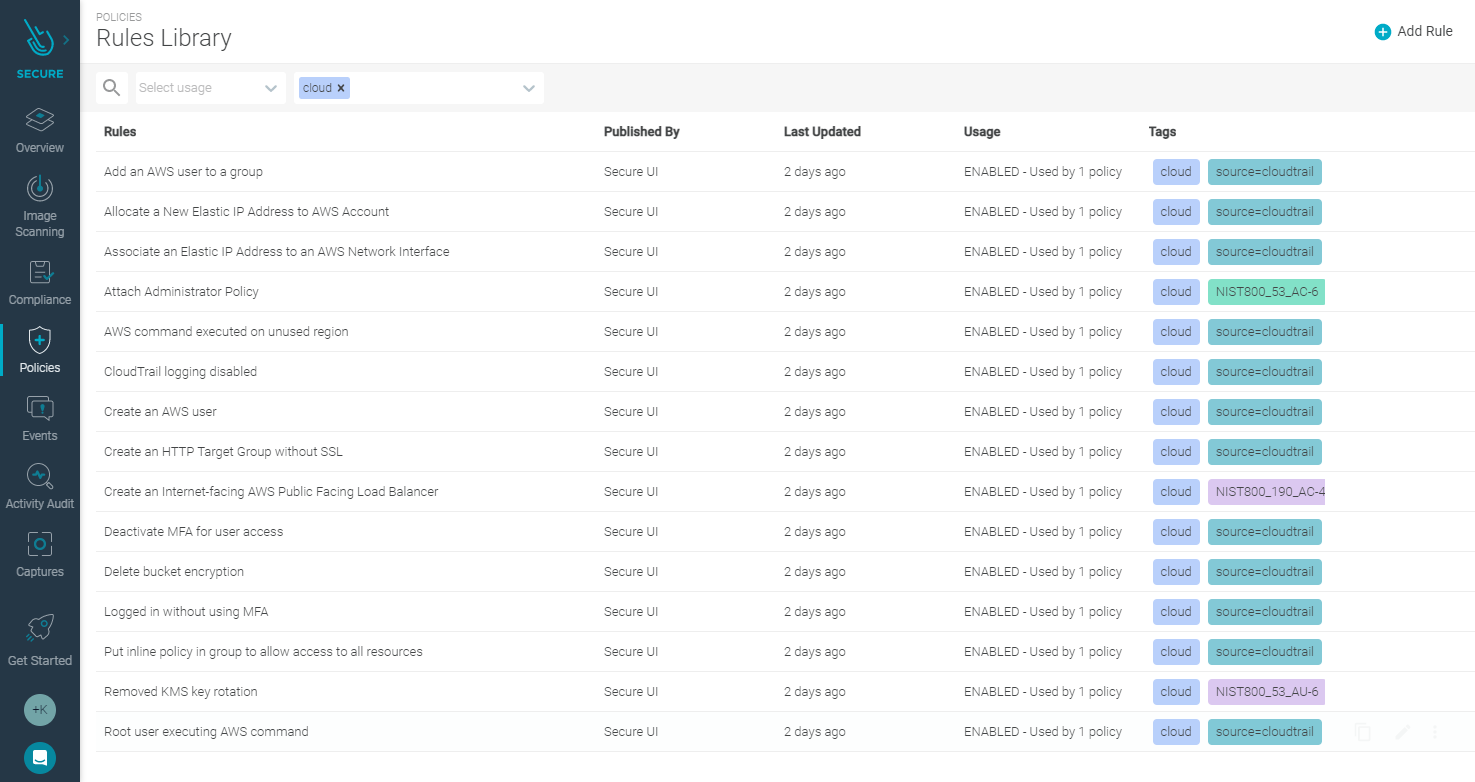 SECURE
Overview
Image
Scanning
Compliance
Policies
Events
Activity Audit
Captures
Get Started
+K
POLICIES
Rules Library
Add Rule
Select usage
cloud ×
Rules Published By Last Updated Usage Tags
Add an AWS user to a group Secure UI 2 days ago ENABLED - Used by 1 policy cloud source=cloudtrail
Allocate a New Elastic IP Address to AWS Account Secure UI 2 days ago ENABLED - Used by 1 policy cloud source=cloudtrail
Associate an Elastic IP Address to an AWS Network Interface Secure UI 2 days ago ENABLED - Used by 1 policy cloud source=cloudtrail
Attach Administrator Policy Secure UI 2 days ago ENABLED - Used by 1 policy cloud NIST800_53_AC-6
AWS command executed on unused region Secure UI 2 days ago ENABLED - Used by 1 policy cloud source=cloudtrail
CloudTrail logging disabled Secure UI 2 days ago ENABLED - Used by 1 policy cloud source=cloudtrail
Create an AWS user Secure UI 2 days ago ENABLED - Used by 1 policy cloud source=cloudtrail
Create an HTTP Target Group without SSL Secure UI 2 days ago ENABLED - Used by 1 policy cloud source=cloudtrail
Create an Internet-facing AWS Public Facing Load Balancer Secure UI 2 days ago ENABLED - Used by 1 policy cloud NIST800_190_AC-4
Deactivate MFA for user access Secure UI 2 days ago ENABLED - Used by 1 policy cloud source=cloudtrail
Delete bucket encryption Secure UI 2 days ago ENABLED - Used by 1 policy cloud source=cloudtrail
Logged in without using MFA Secure UI 2 days ago ENABLED - Used by 1 policy cloud source=cloudtrail
Put inline policy in group to allow access to all resources Secure UI 2 days ago ENABLED - Used by 1 policy cloud source=cloudtrail
Removed KMS key rotation Secure UI 2 days ago ENABLED - Used by 1 policy cloud NIST800_53_AU-6
Root user executing AWS command Secure UI 2 days ago ENABLED - Used by 1 policy cloud source=cloudtrail